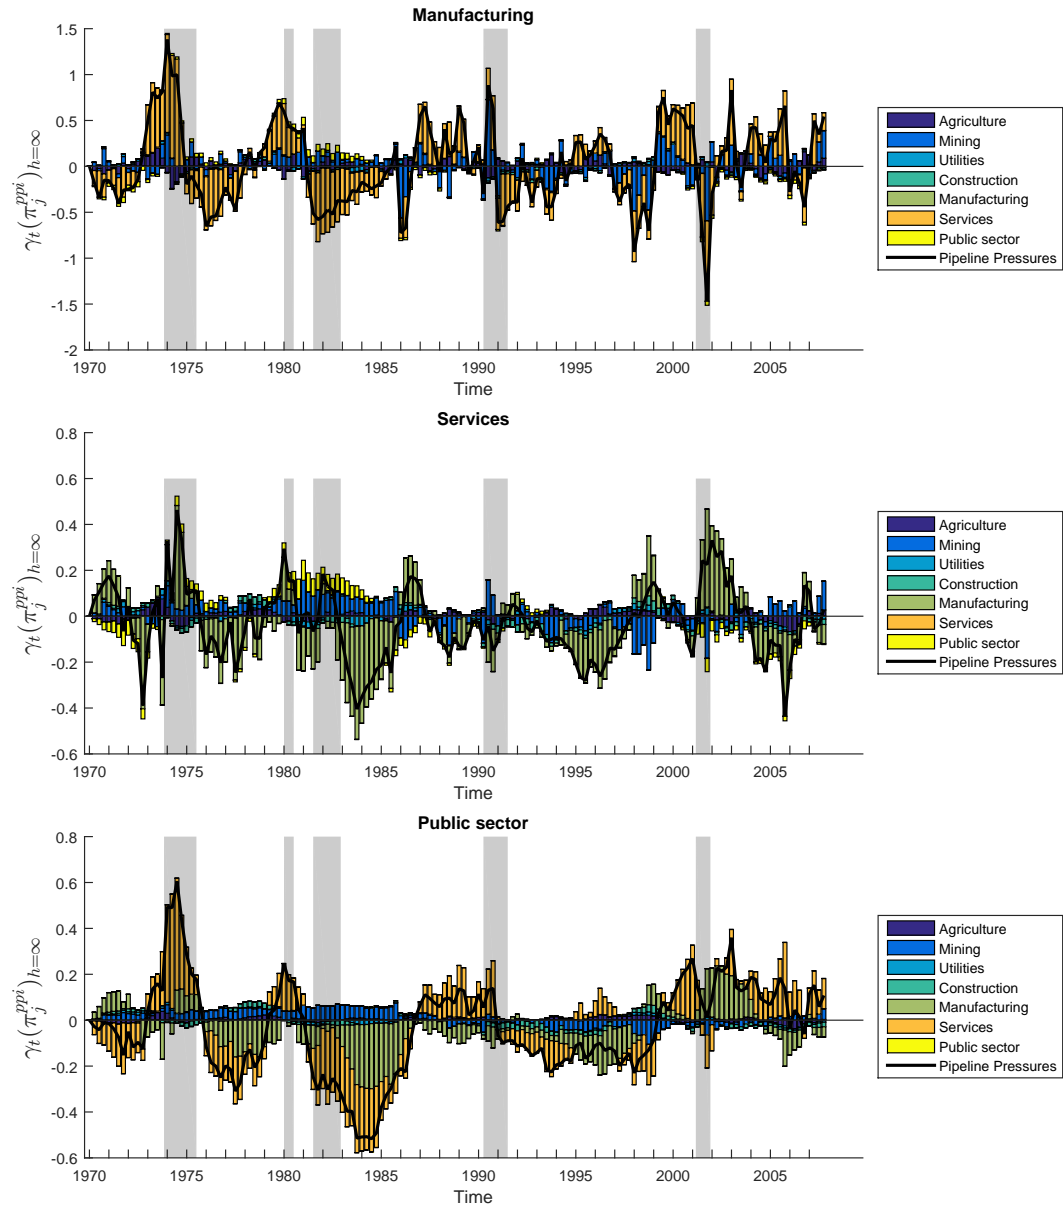 Manufacturing
γt(πjppi)h=∞
1.5
1
0.5
0
-0.5
-1
-1.5
-2
1970 1975 1980 1985 1990 1995 2000 2005
Time
Agriculture
Mining
Utilities
Construction
Manufacturing
Services
Public sector
Pipeline Pressures
Services
γt(πjppi)h=∞
0.8
0.6
0.4
0.2
0
-0.2
-0.4
-0.6
1970 1975 1980 1985 1990 1995 2000 2005
Time
Agriculture
Mining
Utilities
Construction
Manufacturing
Services
Public sector
Pipeline Pressures
Public sector
γt(πjppi)h=∞
0.8
0.6
0.4
0.2
0
-0.2
-0.4
-0.6
1970 1975 1980 1985 1990 1995 2000 2005
Time
Agriculture
Mining
Utilities
Construction
Manufacturing
Services
Public sector
Pipeline Pressures